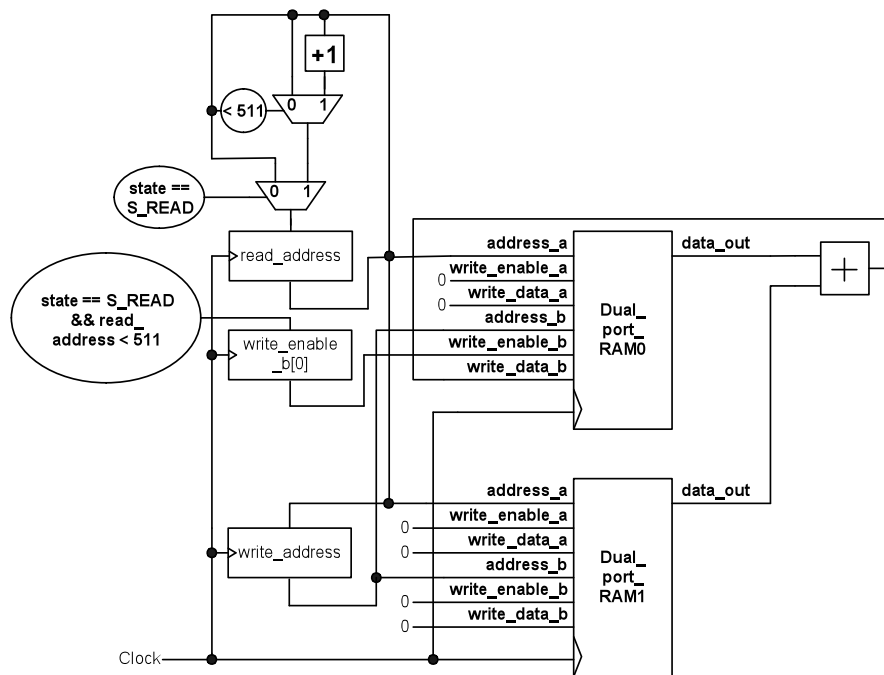 +1
0 1
< 511
state ==
S_READ
0 1
read_address
state == S_READ
&& read_
address < 511
write_enable
_b[0]
address_a
write_enable_a
0
write_data_a
0
address_b
write_enable_b
write_data_b
Dual_
port_
RAM0
data_out
+
write_address
address_a
write_enable_a
0
write_data_a
0
address_b
write_enable_b
0
write_data_b
0
Dual_
port_
RAM1
data_out
Clock